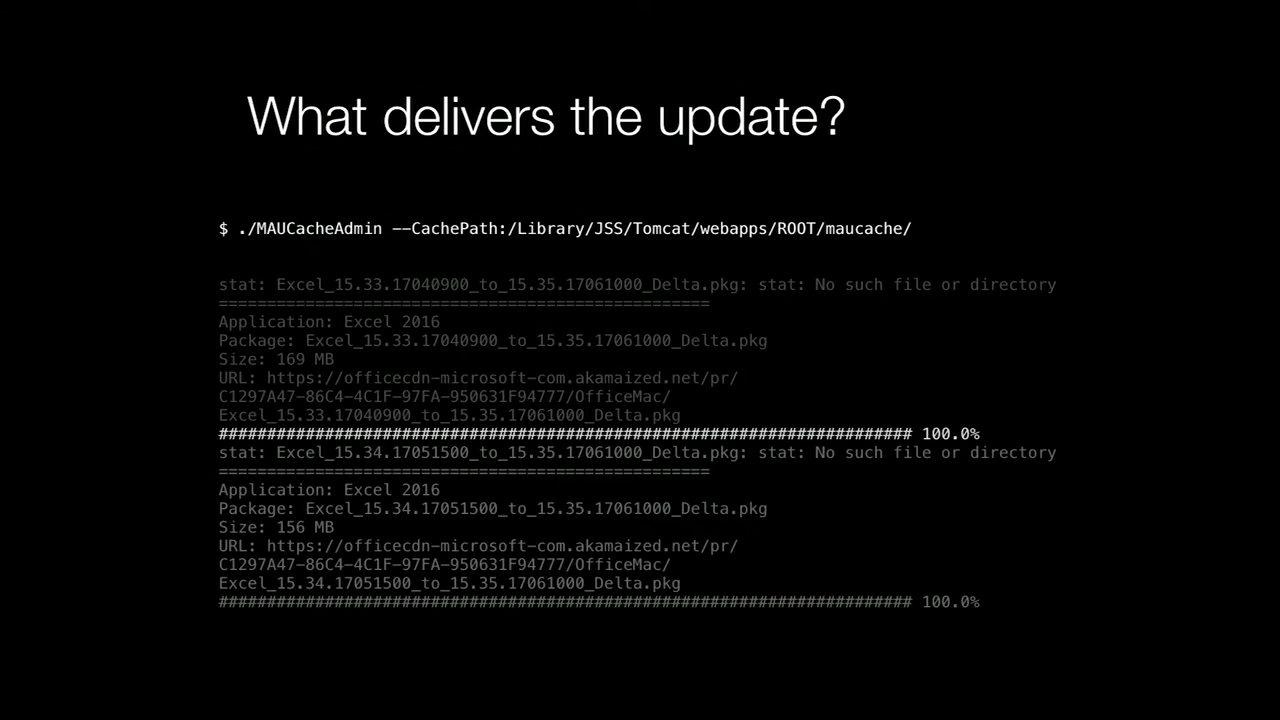 What delivers the update?
$ ./MAUCacheAdmin --CachePath:/Library/JSS/Tomcat/webapps/ROOT/maucache/
stat: Excel_15.33.17040900_to_15.35.17061000_Delta.pkg: stat: No such file or directory
===================================================
Application: Excel 2016
Package: Excel_15.33.17040900_to_15.35.17061000_Delta.pkg
Size: 169 MB
URL: https://officecdn-microsoft-com.akamaized.net/pr/
C1297A47-86C4-4C1F-97FA-950631F94777/OfficeMac/
Excel_15.33.17040900_to_15.35.17061000_Delta.pkg
######################################################################## 100.0%
stat: Excel_15.34.17051500_to_15.35.17061000_Delta.pkg: stat: No such file or directory
===================================================
Application: Excel 2016
Package: Excel_15.34.17051500_to_15.35.17061000_Delta.pkg
Size: 156 MB
URL: https://officecdn-microsoft-com.akamaized.net/pr/
C1297A47-86C4-4C1F-97FA-950631F94777/OfficeMac/
Excel_15.34.17051500_to_15.35.17061000_Delta.pkg
######################################################################## 100.0%